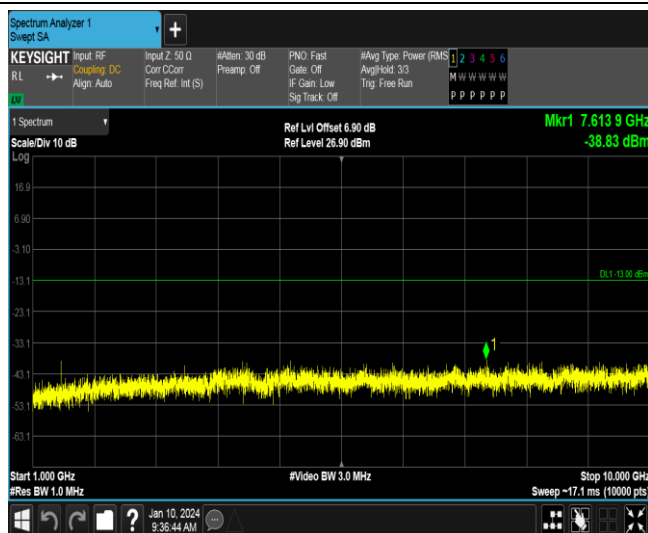 Spectrum Analyzer 1
Swept SA
KEYSIGHT
RL
LXI
Input: RF
Coupling: DC
Align: Auto
Input Z: 50 Ω
Corr CCorr
Freq Ref: Int (S)
#Atten: 30 dB
Preamp: Off
PNO: Fast
Gate: Off
IF Gain: Low
Sig Track: Off
#Avg Type: Power (RMS
Avg|Hold: 3/3
Trig: Free Run
1 2 3 4 5 6
M W W W W W
P P P P P P
1 Spectrum
Scale/Div 10 dB
Log
Ref Lvl Offset 6.90 dB
Ref Level 26.90 dBm
Mkr1 7.613 9 GHz
-38.83 dBm
16.9
6.90
-3.10
-13.1
DL1 -13.00 dBm
-23.1
-33.1
1
-43.1
-53.1
-63.1
Start 1.000 GHz
#Res BW 1.0 MHz
#Video BW 3.0 MHz
Stop 10.000 GHz
Sweep ~17.1 ms (10000 pts)
?
Jan 10, 2024
9:36:44 AM